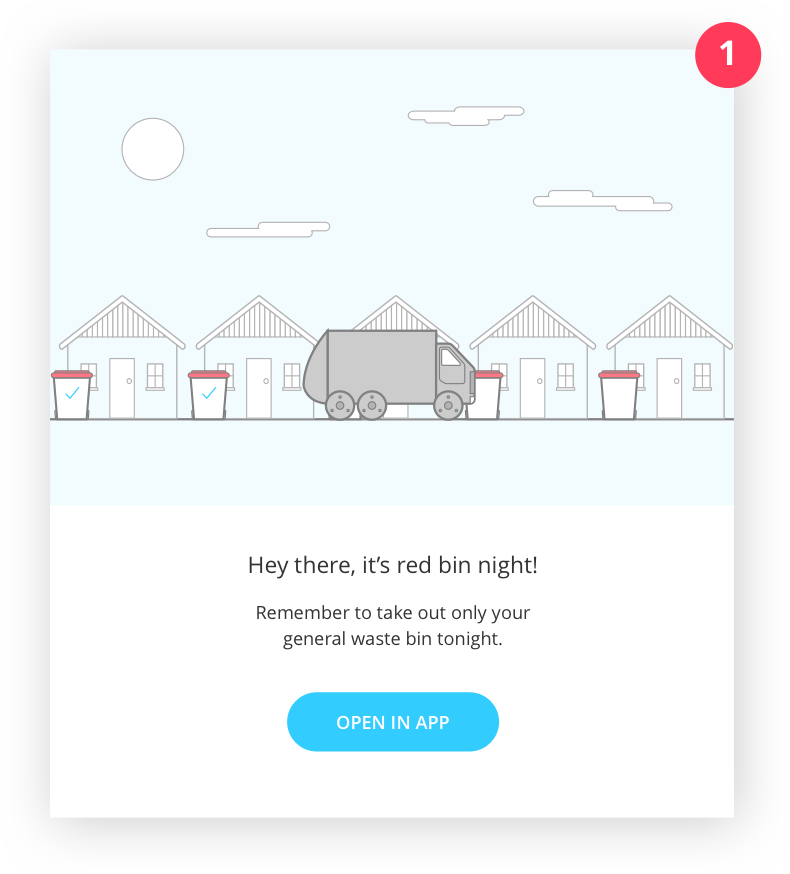 1
Hey there, it’s red bin night!
Remember to take out only your
general waste bin tonight.
OPEN IN APP